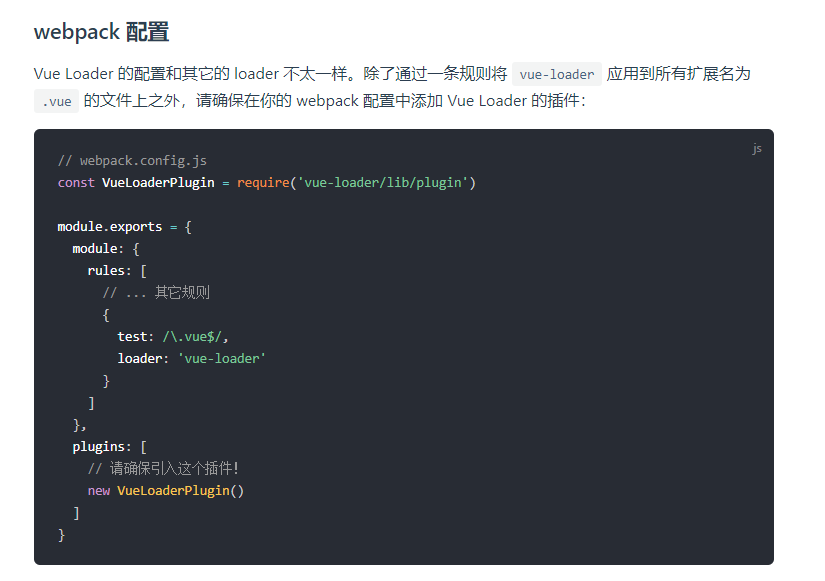 webpack 配置
Vue Loader 的配置和其它的 loader 不太一样。除了通过一条规则将 vue-loader 应用到所有扩展名为
.vue 的文件上之外，请确保在你的 webpack 配置中添加 Vue Loader 的插件：
js
// webpack.config.js
const VueLoaderPlugin = require('vue-loader/lib/plugin')

module.exports = {
  module: {
    rules: [
      // ... 其它规则
      {
        test: /\.vue$/,
        loader: 'vue-loader'
      }
    ]
  },
  plugins: [
    // 请确保引入这个插件！
    new VueLoaderPlugin()
  ]
}